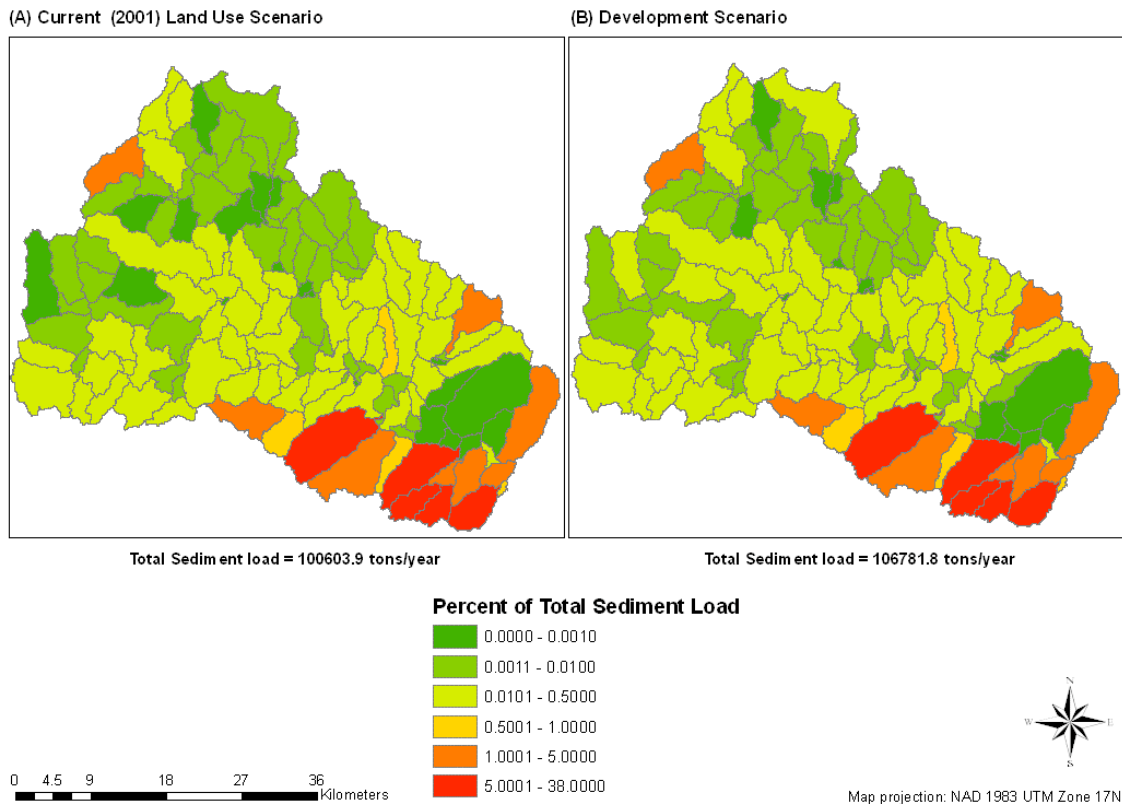 (A) Current (2001) Land Use Scenario
(B) Development Scenario
Total Sediment load = 100603.9 tons/year
Total Sediment load = 106781.8 tons/year
Percent of Total Sediment Load
0.0000 - 0.0010
0.0011 - 0.0100
0.0101 - 0.5000
0.5001 - 1.0000
1.0001 - 5.0000
5.0001 - 38.0000
N
W E
S
0 4.5 9 18 27 36
Kilometers
Map projection: NAD 1983 UTM Zone 17N